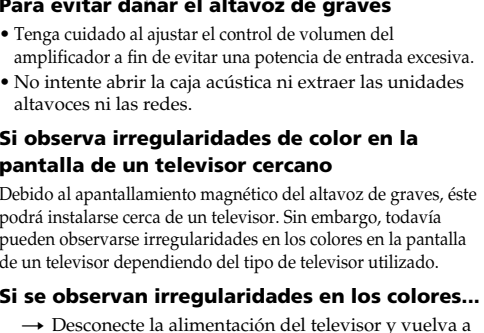 Para evitar dañar el altavoz de graves
• Tenga cuidado al ajustar el control de volumen del
amplificador a fin de evitar una potencia de entrada excesiva.
• No intente abrir la caja acústica ni extraer las unidades
altavoces ni las redes.
Si observa irregularidades de color en la
pantalla de un televisor cercano
Debido al apantallamiento magnético del altavoz de graves, éste
podrá instalarse cerca de un televisor. Sin embargo, todavía
pueden observarse irregularidades en los colores en la pantalla
de un televisor dependiendo del tipo de televisor utilizado.
Si se observan irregularidades en los colores...
→ Desconecte la alimentación del televisor y vuelva a